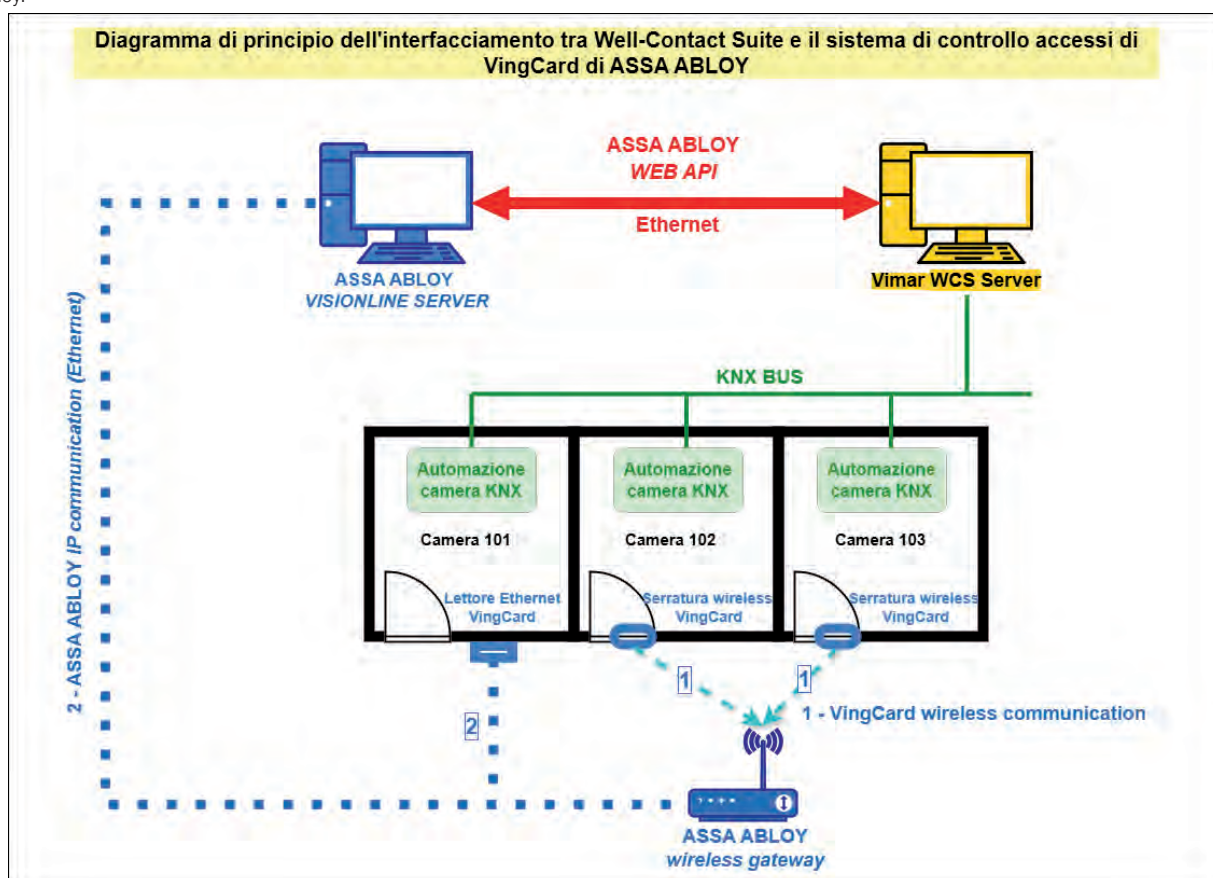 oy.
Diagramma di principio dell'interfacciamento tra Well-Contact Suite e il sistema di controllo accessi di
VingCard di ASSA ABLOY
ASSA ABLOY
WEB API
Ethernet
ASSA ABLOY
VISIONLINE SERVER
Vimar WCS Server
2 - ASSA ABLOY IP communication (Ethernet)
KNX BUS
Automazione
camera KNX
Automazione
camera KNX
Automazione
camera KNX
Camera 101
Camera 102
Camera 103
Lettore Ethernet
VingCard
Serratura wireless
VingCard
Serratura wireless
VingCard
1
1
2
1 - VingCard wireless communication
ASSA ABLOY
wireless gateway